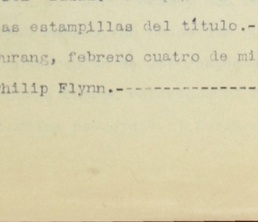 as estampillas del título.-
urang, febrero cuatro de mi
hilip Flynn.---------------